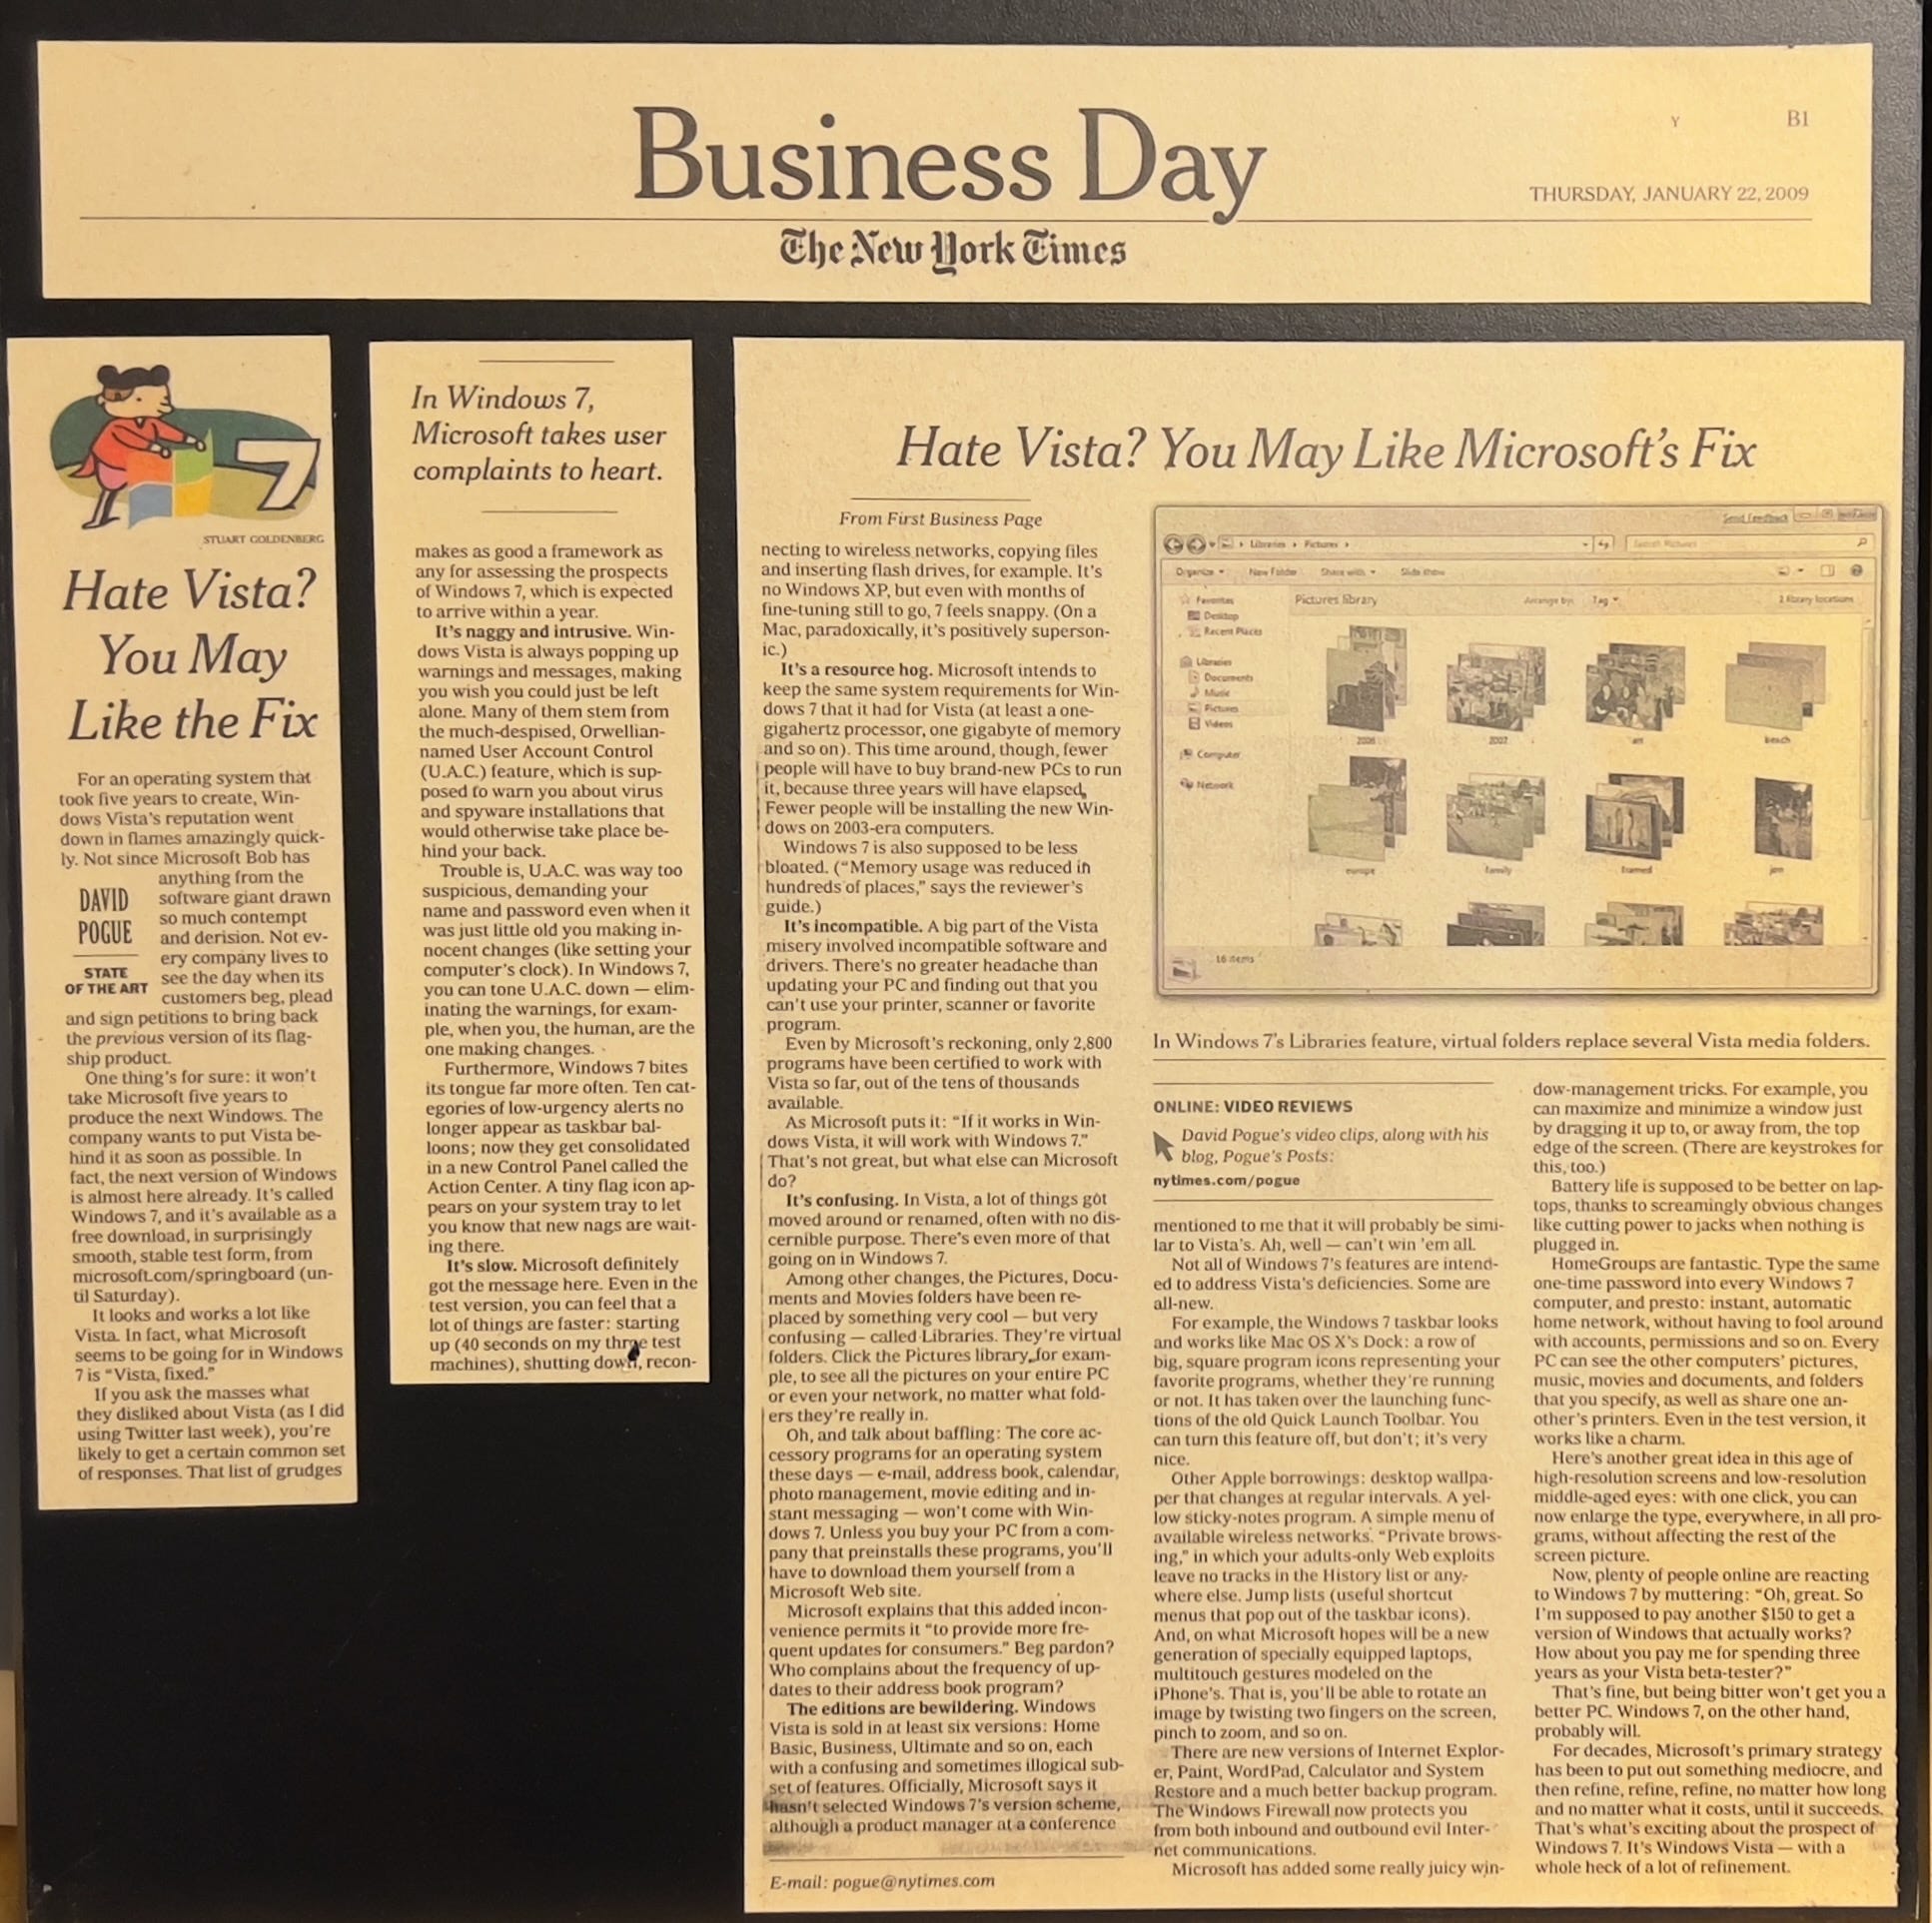 Business Day
Y
B1
THURSDAY, JANUARY 22, 2009
The New York Times
7
STUART GOLDENBERG
Hate Vista?
You May
Like the Fix
For an operating system that
took five years to create, Win-
dows Vista's reputation went
down in flames amazingly quick-
ly. Not since Microsoft Bob has
anything from the
software giant drawn
so much contempt
and derision. Not ev-
ery company lives to
see the day when its
customers beg, plead
DAVID
POGUE
STATE
OF THE ART
and sign petitions to bring back
the previous version of its flag-
ship product.
One thing's for sure: it won't
take Microsoft five years to
produce the next Windows. The
company wants to put Vista be-
hind it as soon as possible. In
fact, the next version of Windows
is almost here already. It's called
Windows 7, and it's available as a
free download, in surprisingly
smooth, stable test form, from
microsoft.com/springboard (un-
til Saturday).
It looks and works a lot like
Vista. In fact, what Microsoft
seems to be going for in Windows
7 is "Vista, fixed."
If you ask the masses what
they disliked about Vista (as I did
using Twitter last week), you're
likely to get a certain common set
of responses. That list of grudges
In Windows 7,
Microsoft takes user
complaints to heart.
makes as good a framework as
any for assessing the prospects
of Windows 7, which is expected
to arrive within a year.
It's naggy and intrusive. Win-
dows Vista is always popping up
warnings and messages, making
you wish you could just be left
alone. Many of them stem from
the much-despised, Orwellian-
named User Account Control
(U.A.C.) feature, which is sup-
posed to warn you about virus
and spyware installations that
would otherwise take place be-
hind your back.
Trouble is, U.A.C. was way too
suspicious, demanding your
name and password even when it
was just little old you making in-
nocent changes (like setting your
computer's clock). In Windows 7,
you can tone U.A.C. down — elim-
inating the warnings, for exam-
ple, when you, the human, are the
one making changes.
Furthermore, Windows 7 bites
its tongue far more often. Ten cat-
egories of low-urgency alerts no
longer appear as taskbar bal-
loons; now they get consolidated
in a new Control Panel called the
Action Center. A tiny flag icon ap-
pears on your system tray to let
you know that new nags are wait-
ing there.
It's slow. Microsoft definitely
got the message here. Even in the
test version, you can feel that a
lot of things are faster: starting
up (40 seconds on my three test
machines), shutting down, recon-
Hate Vista? You May Like Microsoft's Fix
From First Business Page
necting to wireless networks, copying files
and inserting flash drives, for example. It's
no Windows XP, but even with months of
fine-tuning still to go, 7 feels snappy. (On a
Mac, paradoxically, it's positively superson-
ic.)
It's a resource hog. Microsoft intends to
keep the same system requirements for Win-
dows 7 that it had for Vista (at least a one-
gigahertz processor, one gigabyte of memory
and so on). This time around, though, fewer
people will have to buy brand-new PCs to run
it, because three years will have elapsed.
Fewer people will be installing the new Win-
dows on 2003-era computers.
Windows 7 is also supposed to be less
bloated. ("Memory usage was reduced in
hundreds of places," says the reviewer's
guide.)
It's incompatible. A big part of the Vista
misery involved incompatible software and
drivers. There's no greater headache than
updating your PC and finding out that you
can't use your printer, scanner or favorite
program.
Even by Microsoft's reckoning, only 2,800
programs have been certified to work with
Vista so far, out of the tens of thousands
available.
As Microsoft puts it: "If it works in Win-
dows Vista, it will work with Windows 7."
That's not great, but what else can Microsoft
do?
It's confusing. In Vista, a lot of things got
moved around or renamed, often with no dis-
cernible purpose. There's even more of that
going on in Windows 7.
Among other changes, the Pictures, Docu-
ments and Movies folders have been re-
placed by something very cool — but very
confusing — called Libraries. They're virtual
folders. Click the Pictures library, for exam-
ple, to see all the pictures on your entire PC
or even your network, no matter what fold-
ers they're really in.
Oh, and talk about baffling: The core ac-
cessory programs for an operating system
these days — e-mail, address book, calendar,
photo management, movie editing and in-
stant messaging — won't come with Win-
dows 7. Unless you buy your PC from a com-
pany that preinstalls these programs, you'll
have to download them yourself from a
Microsoft Web site.
Microsoft explains that this added incon-
venience permits it "to provide more fre-
quent updates for consumers." Beg pardon?
Who complains about the frequency of up-
dates to their address book program?
The editions are bewildering. Windows
Vista is sold in at least six versions: Home
Basic, Business, Ultimate and so on, each
with a confusing and sometimes illogical sub-
set of features. Officially, Microsoft says it
hasn't selected Windows 7's version scheme,
although a product manager at a conference
E-mail: pogue@nytimes.com
Send Feedback
Libraries Pictures
Search Pictures
Organize New Folder Share with Slide show
Favorites
Desktop
Recent Places
Libraries
Documents
Music
Pictures
Videos
Computer
Network
Pictures library
Arrange by: Tag
2 library locations
2006 2007 art beach
europe family framed jen
16 items
In Windows 7's Libraries feature, virtual folders replace several Vista media folders.
ONLINE: VIDEO REVIEWS
David Pogue's video clips, along with his
blog, Pogue's Posts:
nytimes.com/pogue
mentioned to me that it will probably be simi-
lar to Vista's. Ah, well — can't win 'em all.
Not all of Windows 7's features are intend-
ed to address Vista's deficiencies. Some are
all-new.
For example, the Windows 7 taskbar looks
and works like Mac OS X's Dock: a row of
big, square program icons representing your
favorite programs, whether they're running
or not. It has taken over the launching func-
tions of the old Quick Launch Toolbar. You
can turn this feature off, but don't; it's very
nice.
Other Apple borrowings: desktop wallpa-
per that changes at regular intervals. A yel-
low sticky-notes program. A simple menu of
available wireless networks. "Private brows-
ing," in which your adults-only Web exploits
leave no tracks in the History list or any-
where else. Jump lists (useful shortcut
menus that pop out of the taskbar icons).
And, on what Microsoft hopes will be a new
generation of specially equipped laptops,
multitouch gestures modeled on the
iPhone's. That is, you'll be able to rotate an
image by twisting two fingers on the screen,
pinch to zoom, and so on.
There are new versions of Internet Explor-
er, Paint, WordPad, Calculator and System
Restore and a much better backup program.
The Windows Firewall now protects you
from both inbound and outbound evil Inter-
net communications.
Microsoft has added some really juicy win-
dow-management tricks. For example, you
can maximize and minimize a window just
by dragging it up to, or away from, the top
edge of the screen. (There are keystrokes for
this, too.)
Battery life is supposed to be better on lap-
tops, thanks to screamingly obvious changes
like cutting power to jacks when nothing is
plugged in.
HomeGroups are fantastic. Type the same
one-time password into every Windows 7
computer, and presto: instant, automatic
home network, without having to fool around
with accounts, permissions and so on. Every
PC can see the other computers' pictures,
music, movies and documents, and folders
that you specify, as well as share one an-
other's printers. Even in the test version, it
works like a charm.
Here's another great idea in this age of
high-resolution screens and low-resolution
middle-aged eyes: with one click, you can
now enlarge the type, everywhere, in all pro-
grams, without affecting the rest of the
screen picture.
Now, plenty of people online are reacting
to Windows 7 by muttering: "Oh, great. So
I'm supposed to pay another $150 to get a
version of Windows that actually works?
How about you pay me for spending three
years as your Vista beta-tester?"
That's fine, but being bitter won't get you a
better PC. Windows 7, on the other hand,
probably will.
For decades, Microsoft's primary strategy
has been to put out something mediocre, and
then refine, refine, refine, no matter how long
and no matter what it costs, until it succeeds.
That's what's exciting about the prospect of
Windows 7. It's Windows Vista — with a
whole heck of a lot of refinement.